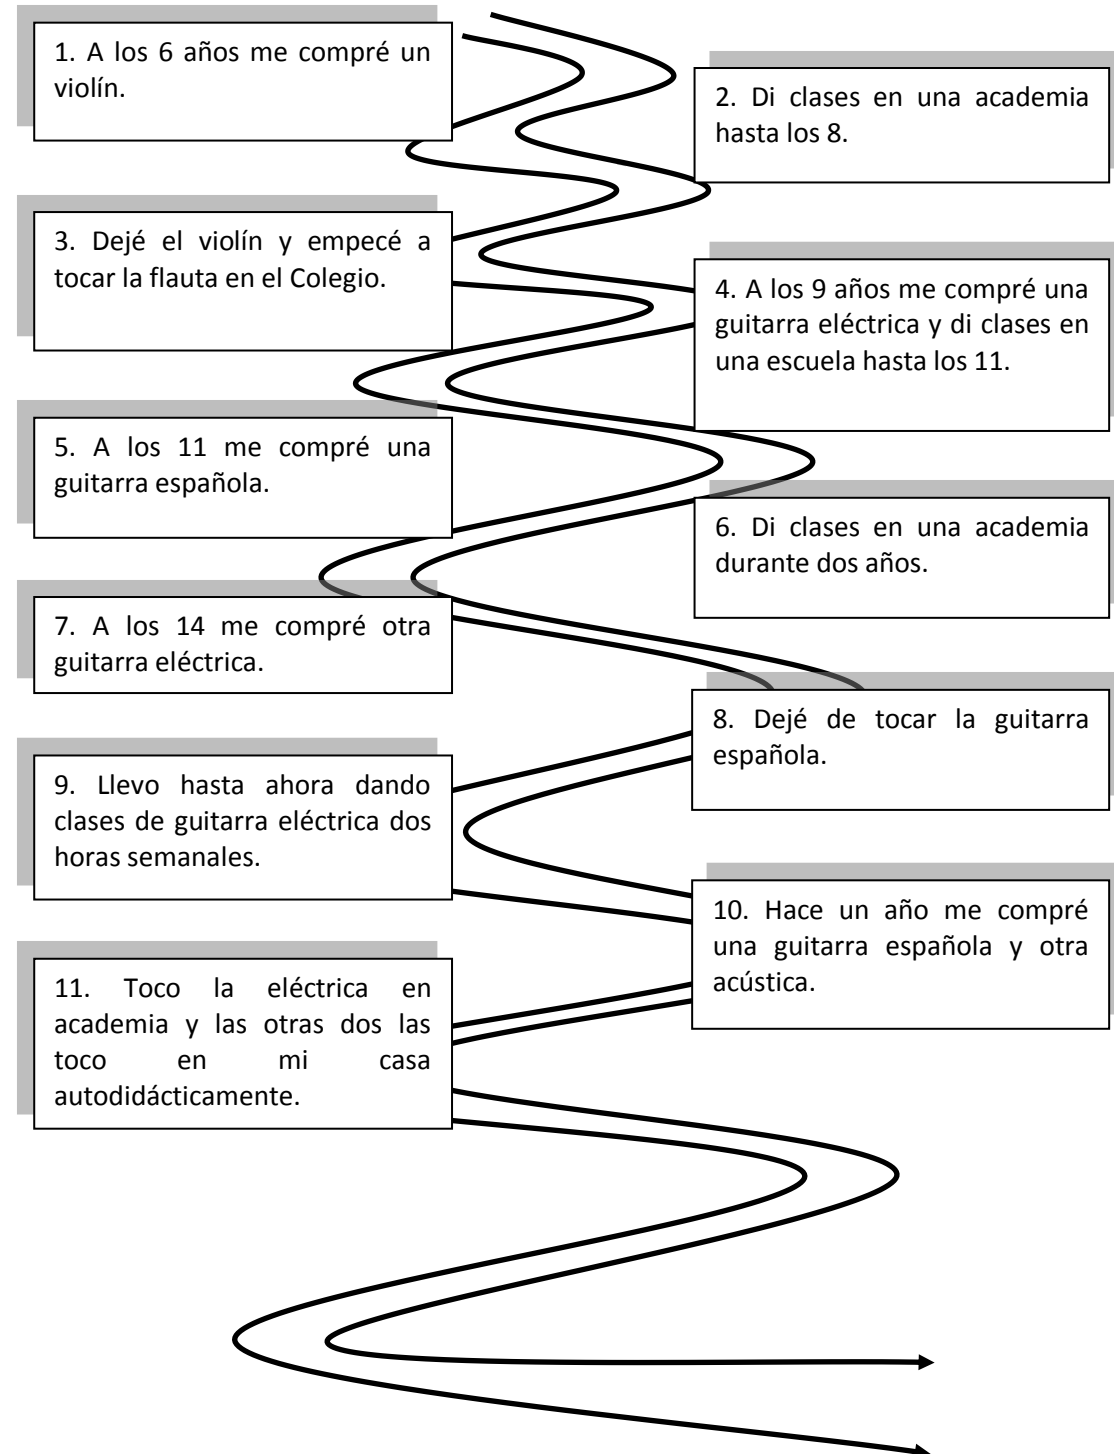 1. A los 6 años me compré un
violín.
2. Di clases en una academia
hasta los 8.
3. Dejé el violín y empecé a
tocar la flauta en el Colegio.
4. A los 9 años me compré una
guitarra eléctrica y di clases en
una escuela hasta los 11.
5. A los 11 me compré una
guitarra española.
6. Di clases en una academia
durante dos años.
7. A los 14 me compré otra
guitarra eléctrica.
8. Dejé de tocar la guitarra
española.
9. Llevo hasta ahora dando
clases de guitarra eléctrica dos
horas semanales.
10. Hace un año me compré
una guitarra española y otra
acústica.
11. Toco la eléctrica en
academia y las otras dos las
toco en mi casa
autodidácticamente.